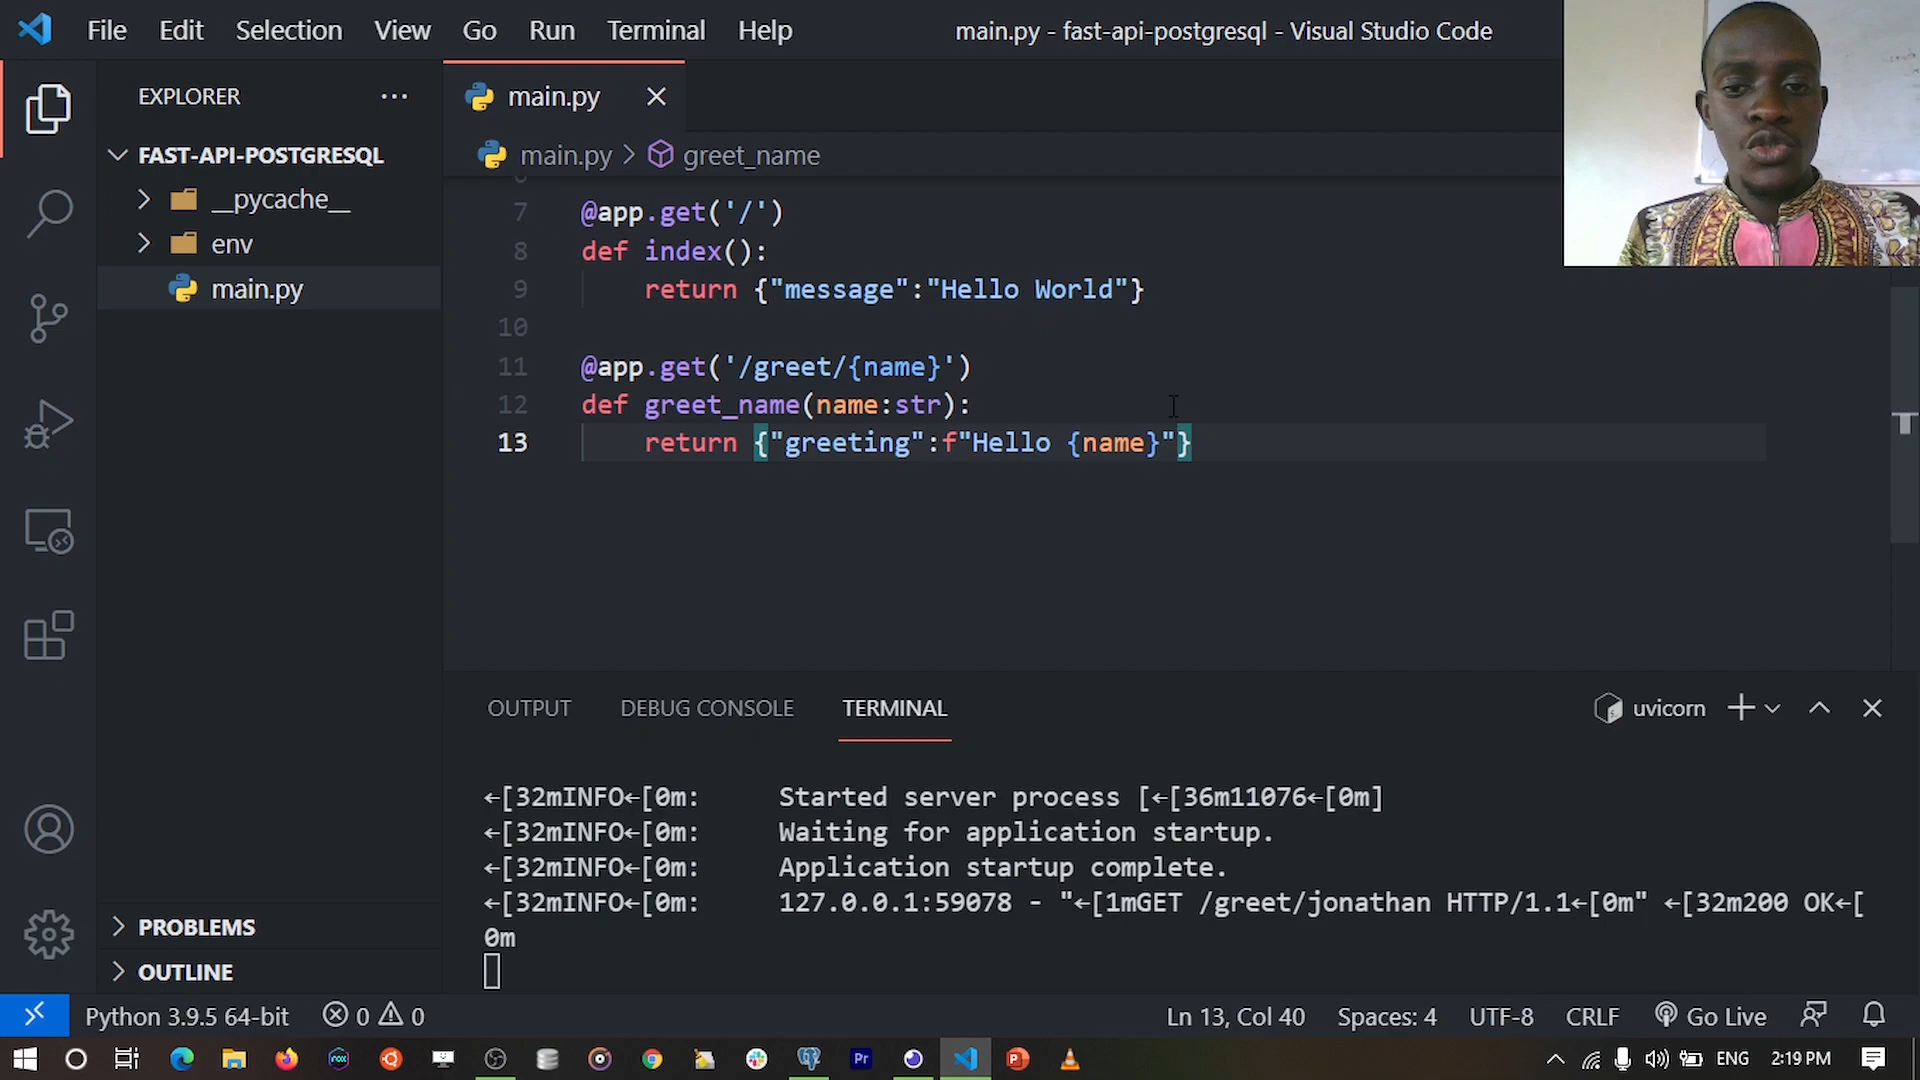 File Edit Selection View Go Run Terminal Help
main.py - fast-api-postgresql - Visual Studio Code
EXPLORER ···
FAST-API-POSTGRESQL
__pycache__
env
main.py
PROBLEMS
OUTLINE
main.py
main.py > greet_name
7 @app.get('/')
8 def index():
9 return {"message":"Hello World"}
10
11 @app.get('/greet/{name}')
12 def greet_name(name:str):
13 return {"greeting":f"Hello {name}"}
OUTPUT DEBUG CONSOLE TERMINAL
uvicorn
←[32mINFO←[0m: Started server process [←[36m11076←[0m]
←[32mINFO←[0m: Waiting for application startup.
←[32mINFO←[0m: Application startup complete.
←[32mINFO←[0m: 127.0.0.1:59078 - "←[1mGET /greet/jonathan HTTP/1.1←[0m" ←[32m200 OK←[
0m
Python 3.9.5 64-bit 0 0
Ln 13, Col 40 Spaces: 4 UTF-8 CRLF Go Live
Pr
ENG 2:19 PM